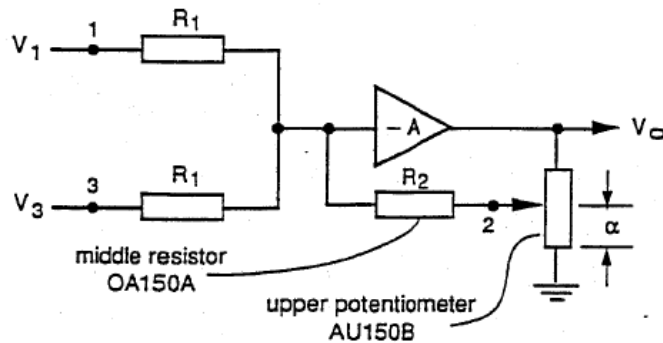 R1
V1
1
− A
V0
R1
V3
3
R2
2
α
middle resistor
OA150A
upper potentiometer
AU150B